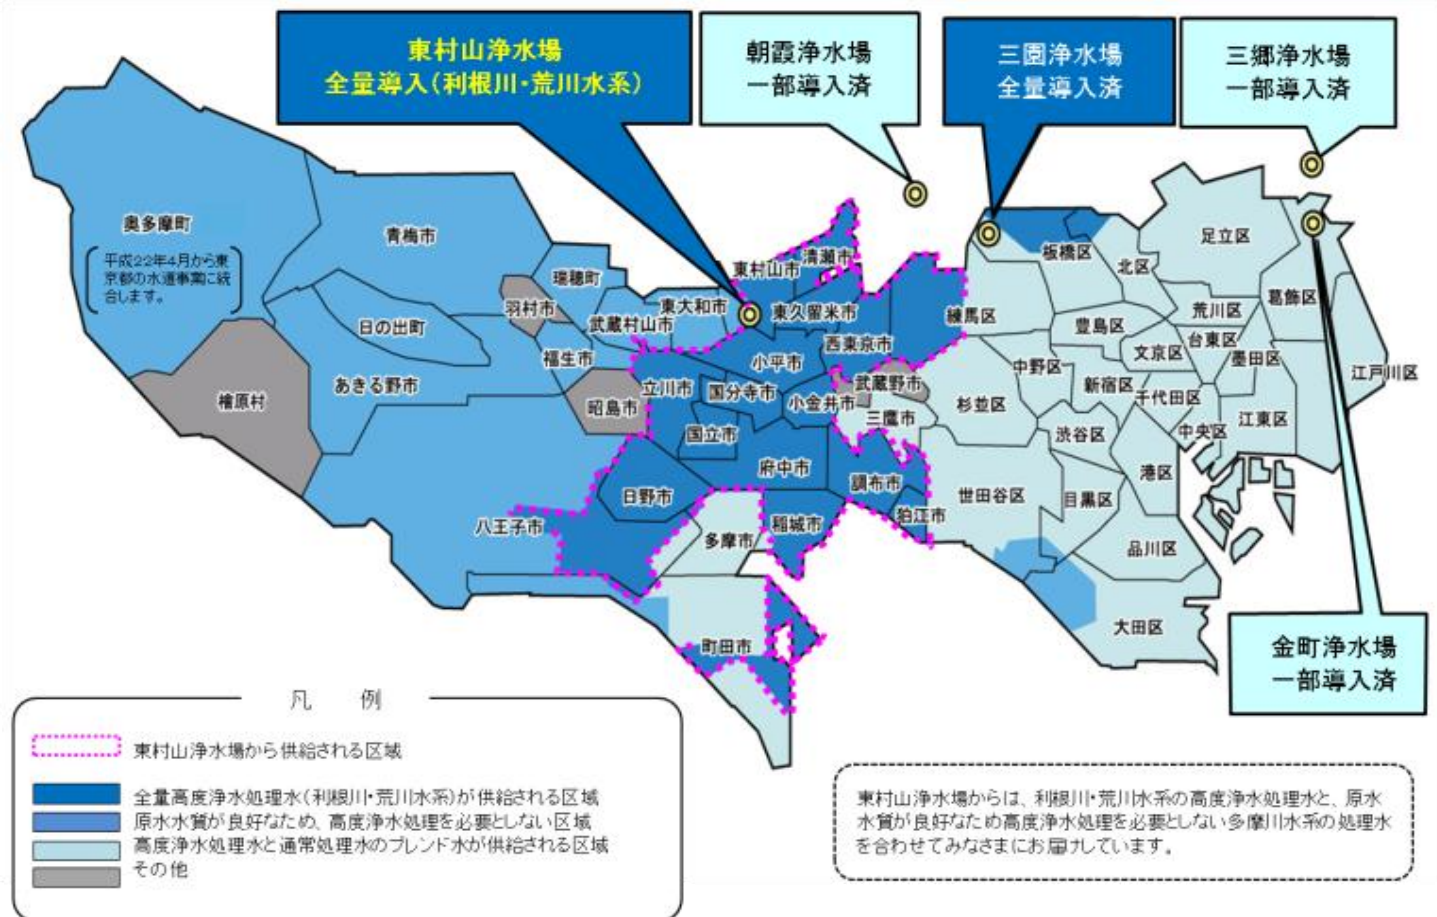 東村山浄水場
全量導入(利根川・荒川水系)
朝霞浄水場
一部導入済
三園浄水場
全量導入済
三郷浄水場
一部導入済
奥多摩町
平成22年4月から東
京都の水道事業に統
合します。
青梅市
瑞穂町
羽村市
日の出町
武蔵村山市
東大和市
福生市
あきる野市
檜原村
昭島市
立川市
東村山市
清瀬市
東久留米市
西東京市
小平市
国分寺市
小金井市
武蔵野市
三鷹市
国立市
府中市
調布市
日野市
狛江市
稲城市
八王子市
多摩市
町田市
練馬区
板橋区
北区
足立区
葛飾区
荒川区
豊島区
文京区
台東区
墨田区
江戸川区
中野区
新宿区
千代田区
杉並区
渋谷区
中央区
江東区
港区
世田谷区
目黒区
品川区
大田区
金町浄水場
一部導入済
凡 例
東村山浄水場から供給される区域
全量高度浄水処理水(利根川・荒川水系)が供給される区域
原水水質が良好なため、高度浄水処理を必要としない区域
高度浄水処理水と通常処理水のブレンド水が供給される区域
その他
東村山浄水場からは、利根川・荒川水系の高度浄水処理水と、原水
水質が良好なため高度浄水処理を必要としない多摩川水系の処理水
を合わせてみなさまにお届けしています。